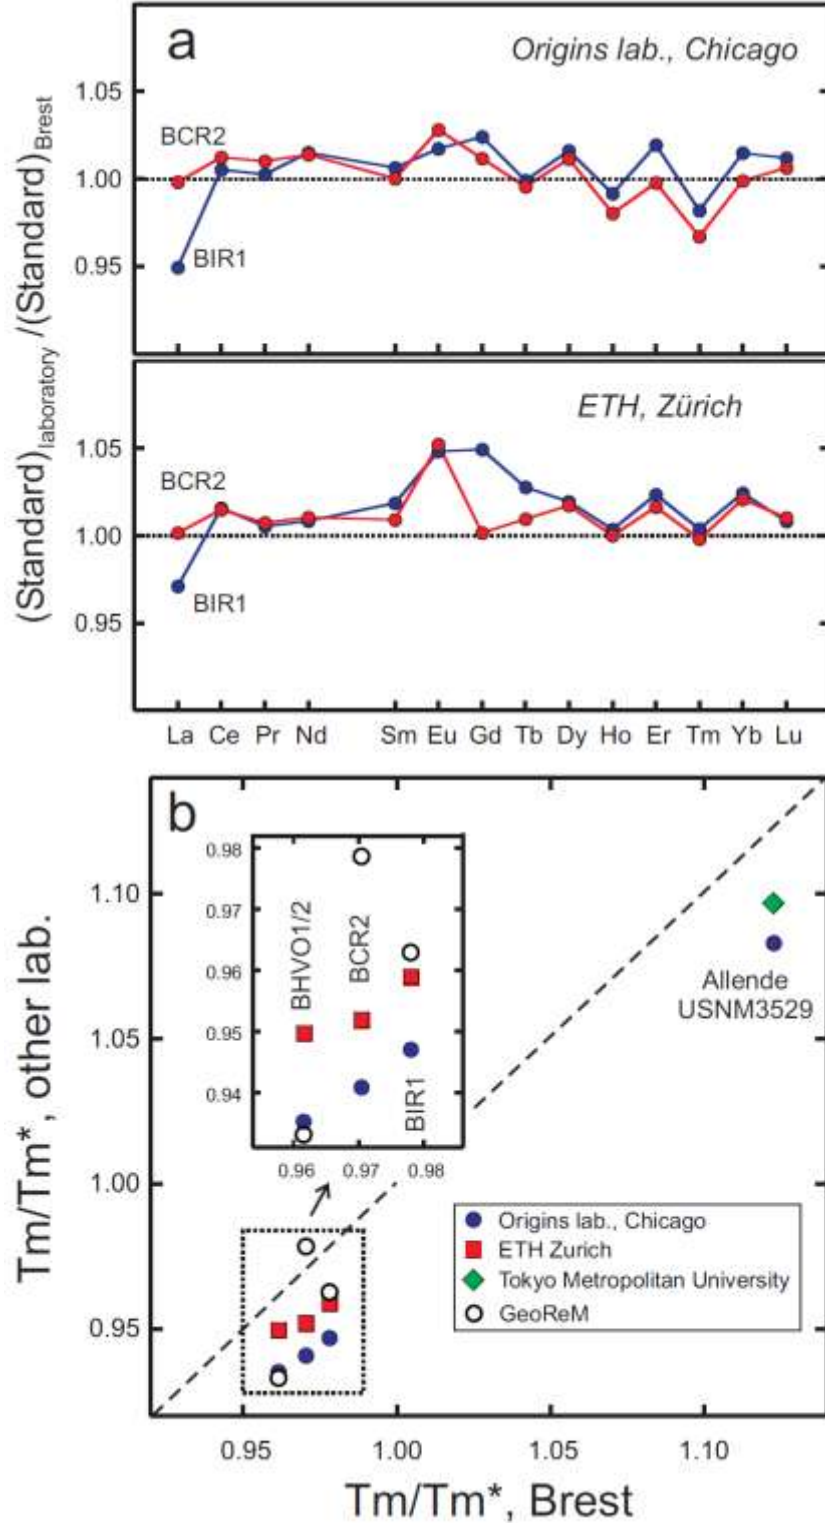 a
Origins lab., Chicago
1.05
BCR2
1.00
BIR1
0.95
(Standard)laboratory /(Standard)Brest
ETH, Zürich
1.05
BCR2
1.00
BIR1
0.95
La Ce Pr Nd Sm Eu Gd Tb Dy Ho Er Tm Yb Lu
b
0.98
0.97
0.96
0.95
0.94
BHVO1/2
BCR2
BIR1
0.96 0.97 0.98
1.10
1.05
1.00
0.95
Tm/Tm*, other lab.
Allende
USNM3529
Origins lab., Chicago
ETH Zurich
Tokyo Metropolitan University
GeoReM
0.95 1.00 1.05 1.10
Tm/Tm*, Brest